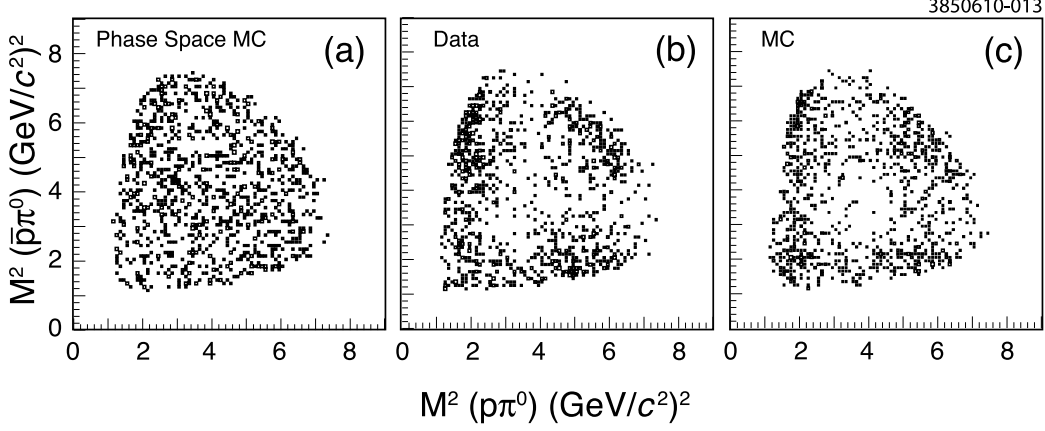 3850610-013
Phase Space MC (a)
Data (b)
MC (c)
M² (p̅π⁰) (GeV/c²)²
8
6
4
2
0
0 2 4 6 8
0 2 4 6 8
0 2 4 6 8
M² (pπ⁰) (GeV/c²)²